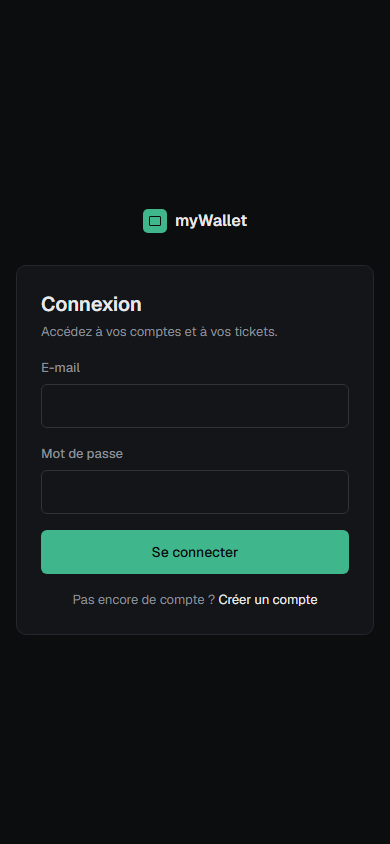 myWallet
Connexion
Accédez à vos comptes et à vos tickets.
E-mail
Mot de passe
Se connecter
Pas encore de compte ? Créer un compte